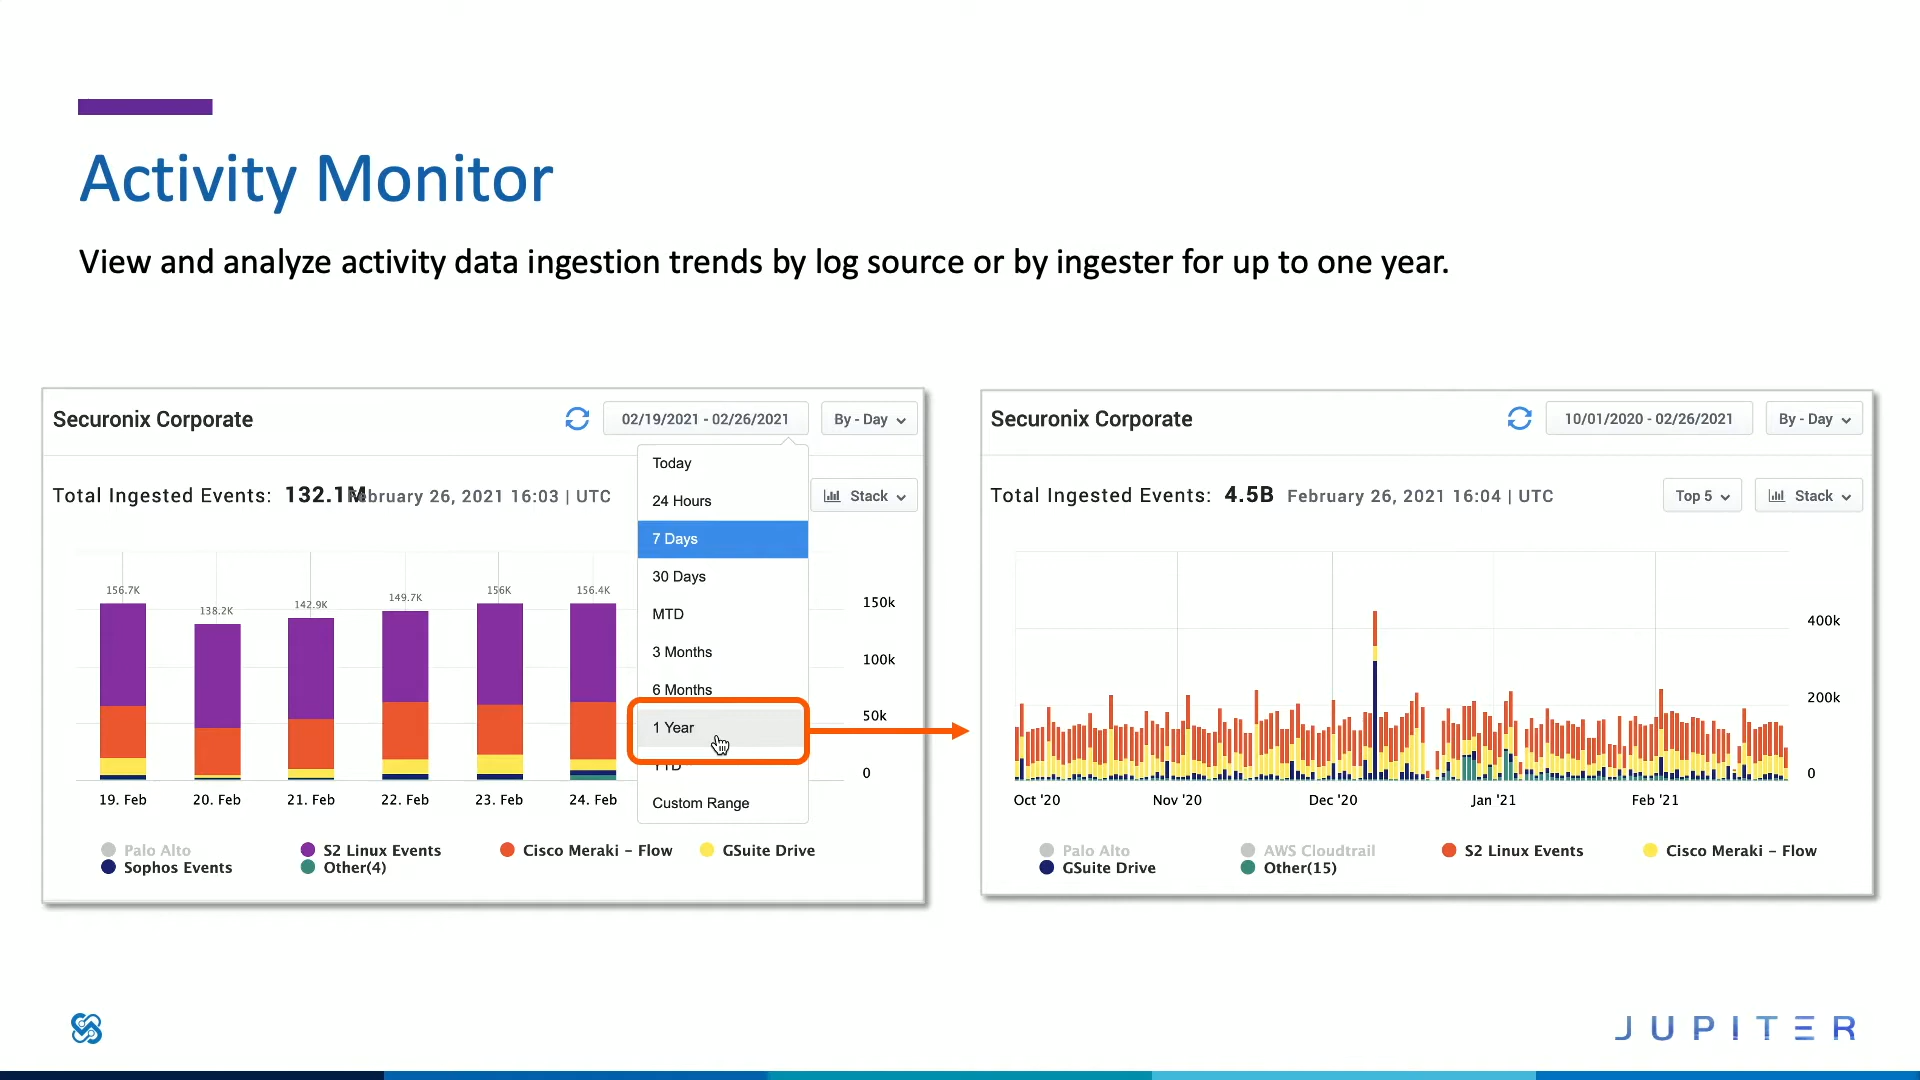 Activity Monitor
View and analyze activity data ingestion trends by log source or by ingester for up to one year.
Securonix Corporate
02/19/2021 - 02/26/2021
By - Day
Total Ingested Events: 132.1M
February 26, 2021 16:03 | UTC
Stack
Today
24 Hours
7 Days
30 Days
MTD
3 Months
6 Months
1 Year
YTD
Custom Range
156.7K
138.2K
142.9K
149.7K
156K
156.4K
150k
100k
50k
0
19. Feb
20. Feb
21. Feb
22. Feb
23. Feb
24. Feb
Palo Alto
S2 Linux Events
Cisco Meraki - Flow
GSuite Drive
Sophos Events
Other(4)
Securonix Corporate
10/01/2020 - 02/26/2021
By - Day
Total Ingested Events: 4.5B February 26, 2021 16:04 | UTC
Top 5
Stack
400k
200k
0
Oct '20
Nov '20
Dec '20
Jan '21
Feb '21
Palo Alto
AWS Cloudtrail
S2 Linux Events
Cisco Meraki - Flow
GSuite Drive
Other(15)
JUPITER